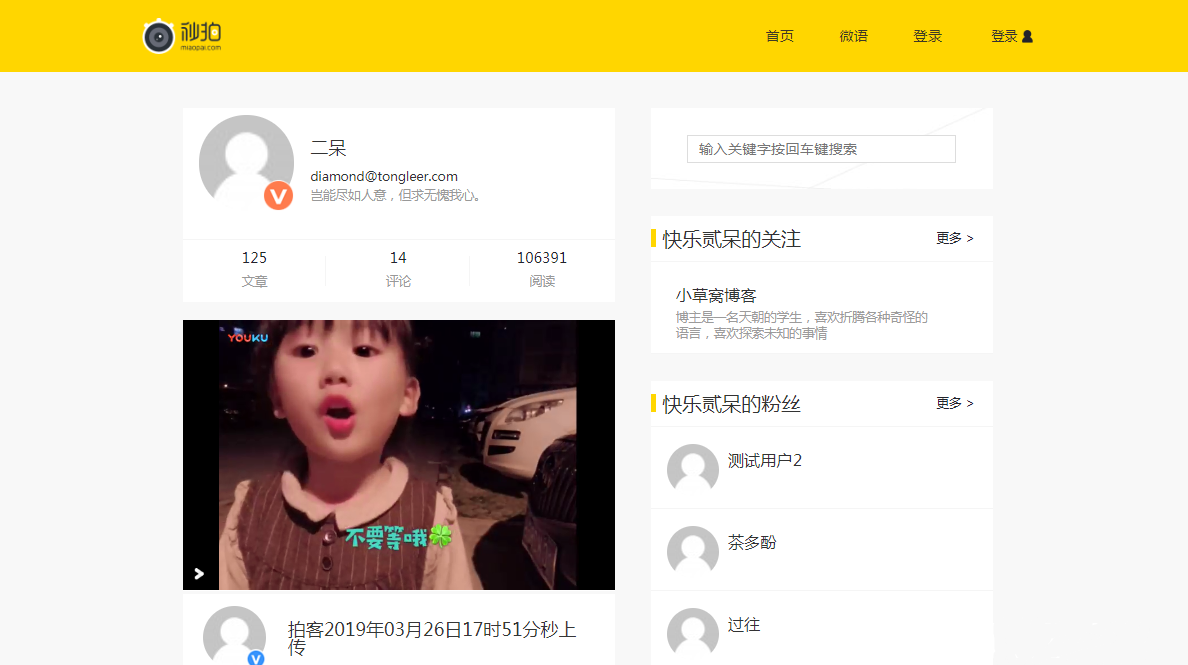 秒拍
miaopai.com
首页
微语
登录
登录
二呆
diamond@tongleer.com
岂能尽如人意，但求无愧我心。
125
文章
14
评论
106391
阅读
YOUKU
不要等哦
拍客2019年03月26日17时51分秒上
传
输入关键字按回车键搜索
快乐贰呆的关注
更多 >
小草窝博客
博主是一名天朝的学生，喜欢折腾各种奇怪的
语言，喜欢探索未知的事情
快乐贰呆的粉丝
更多 >
测试用户2
茶多酚
过往